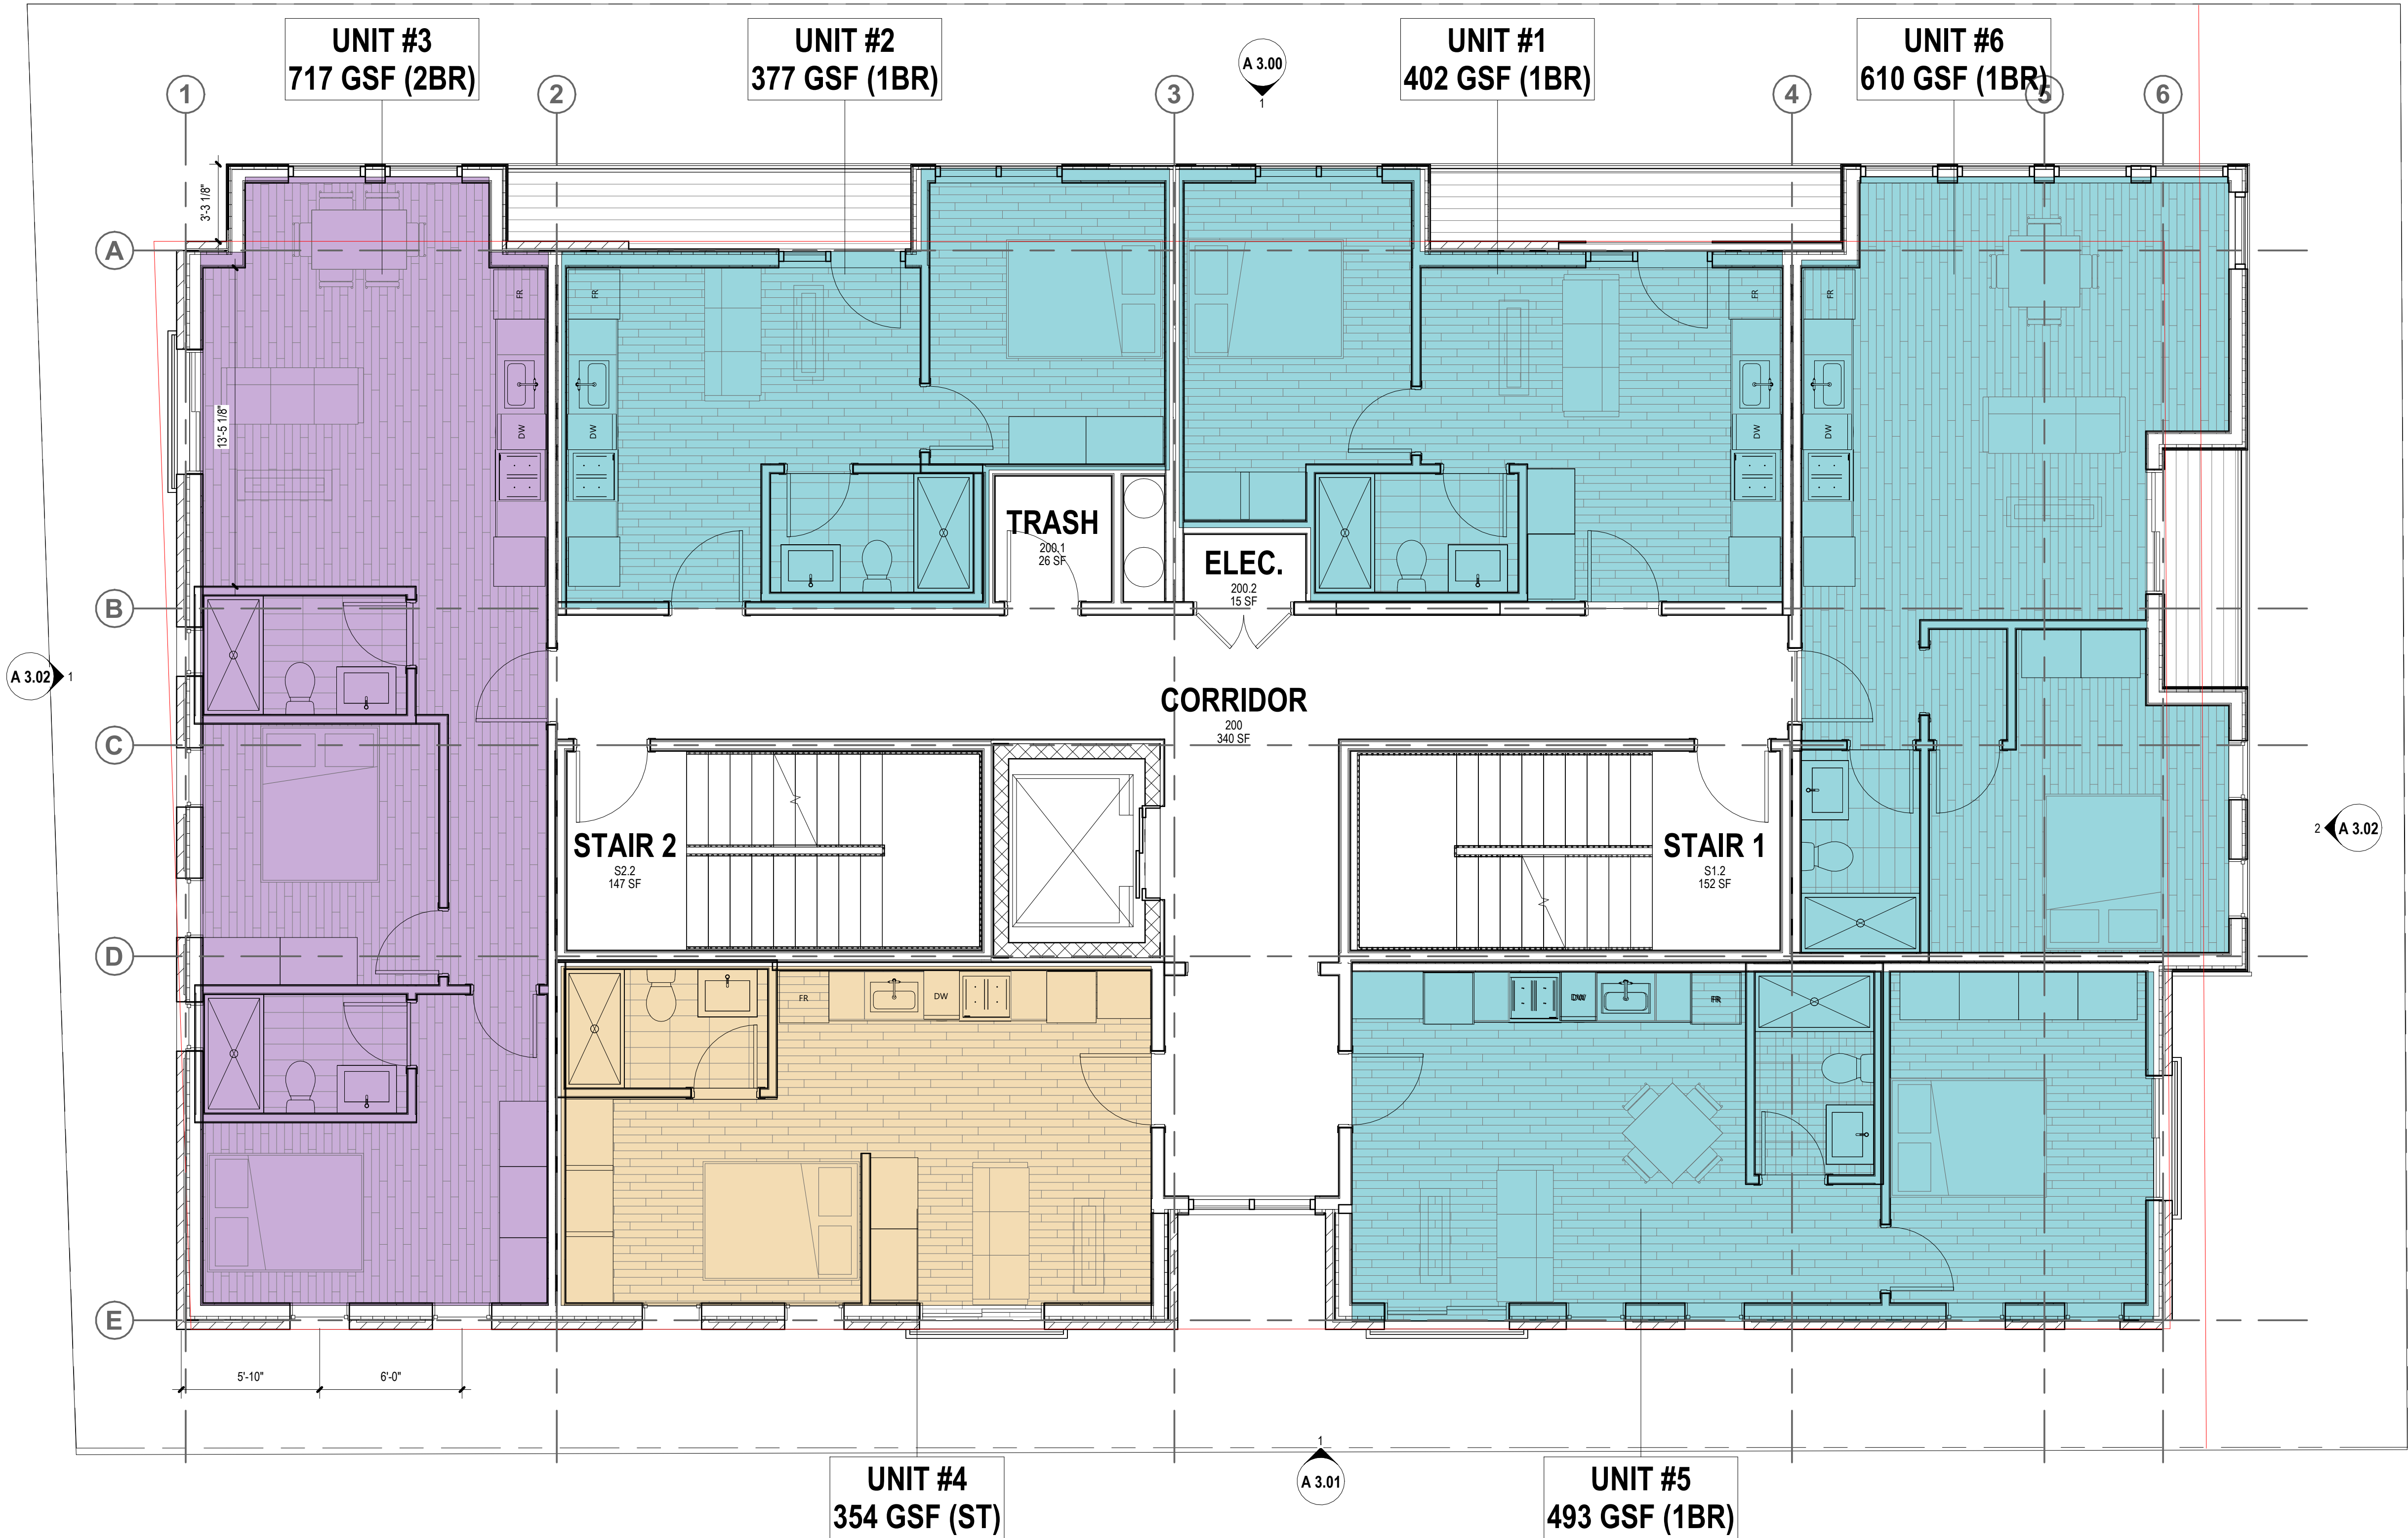 UNIT #3
717 GSF (2BR)
UNIT #2
377 GSF (1BR)
A 3.00
1
UNIT #1
402 GSF (1BR)
UNIT #6
610 GSF (1BR)
1
2
3
4
5
6
3'-3 1/8"
A
FR
FR
FR
FR
13'-5 1/8"
DW
DW
DW
DW
TRASH
200.1
26 SF
ELEC.
200.2
15 SF
B
A 3.02
1
CORRIDOR
200
340 SF
C
STAIR 2
S2.2
147 SF
STAIR 1
S1.2
152 SF
2
A 3.02
D
FR
DW
DW
FR
E
5'-10"
6'-0"
1
A 3.01
UNIT #4
354 GSF (ST)
UNIT #5
493 GSF (1BR)